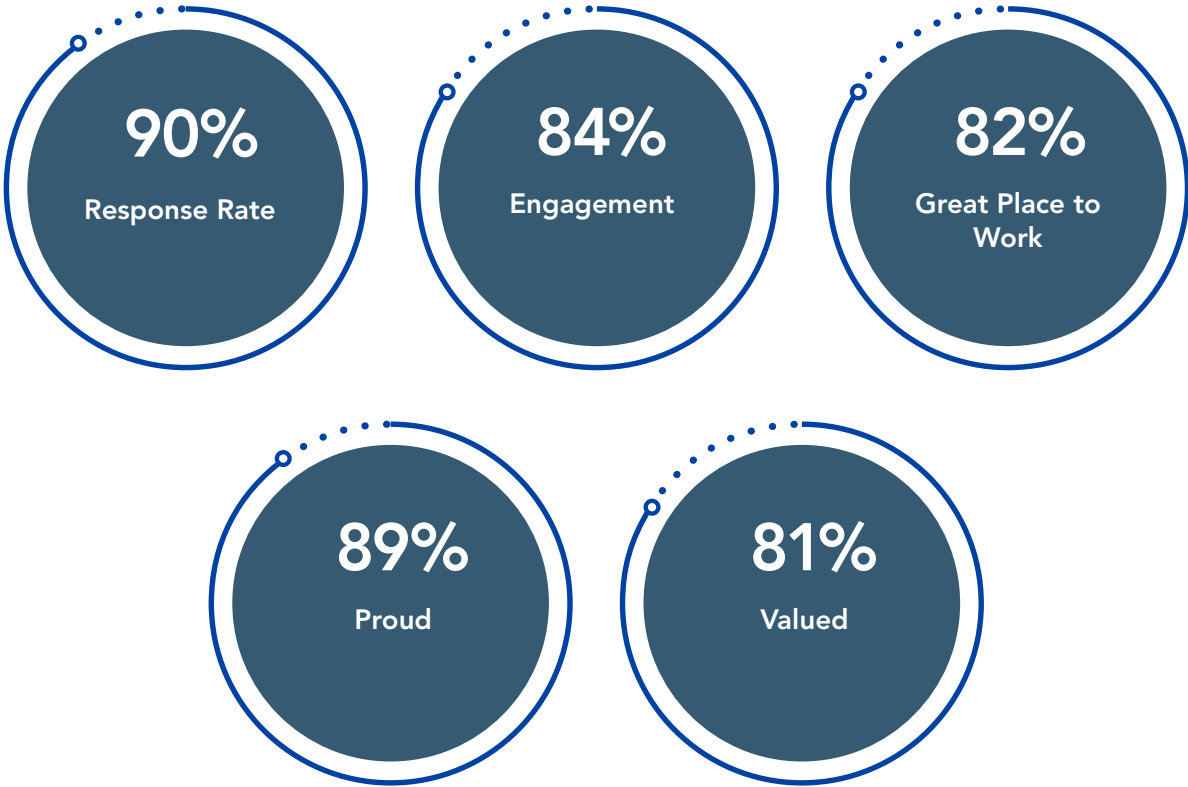 90%
Response Rate
84%
Engagement
82%
Great Place to
Work
89%
Proud
81%
Valued